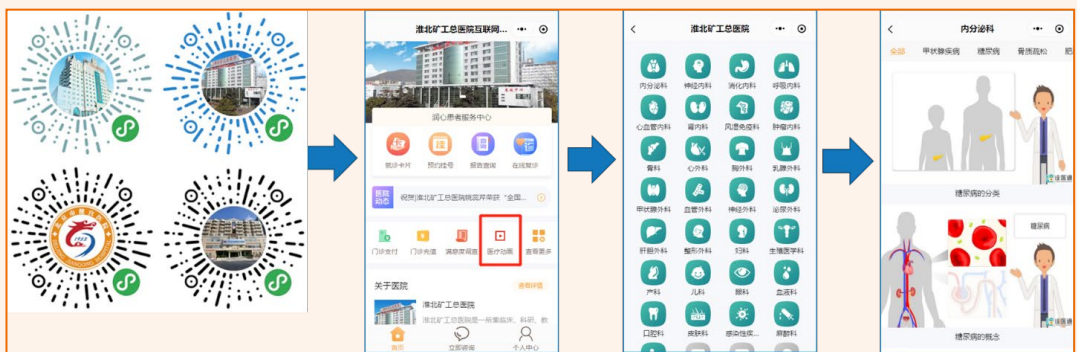 淮北矿工总医院互联网...
润心患者服务中心
就诊卡片 预约挂号 报告查询 在线复诊
医院动态
祝贺|淮北矿工总医院院芹荣获“全国...
门诊支付 门诊充值 满意度调查 医疗动画 查看更多
关于医院
查看详情
淮北矿工总医院
淮北矿工总医院是一所集临床、科研、教
首页 立即咨询 个人中心
淮北矿工总医院
内分泌科 神经内科 消化内科 呼吸内科
心血管内科 肾内科 风湿免疫科 肿瘤内科
骨科 心外科 胸外科 乳腺外科
甲状腺外科 血管外科 神经外科 泌尿外科
肝胆外科 整形外科 妇科 生殖医学科
产科 儿科 眼科 血液科
口腔科 皮肤科 感染性疾... 麻醉科
内分泌科
全部 甲状腺疾病 糖尿病 骨质疏松 肥
糖尿病的分类
糖尿病
糖尿病的概念